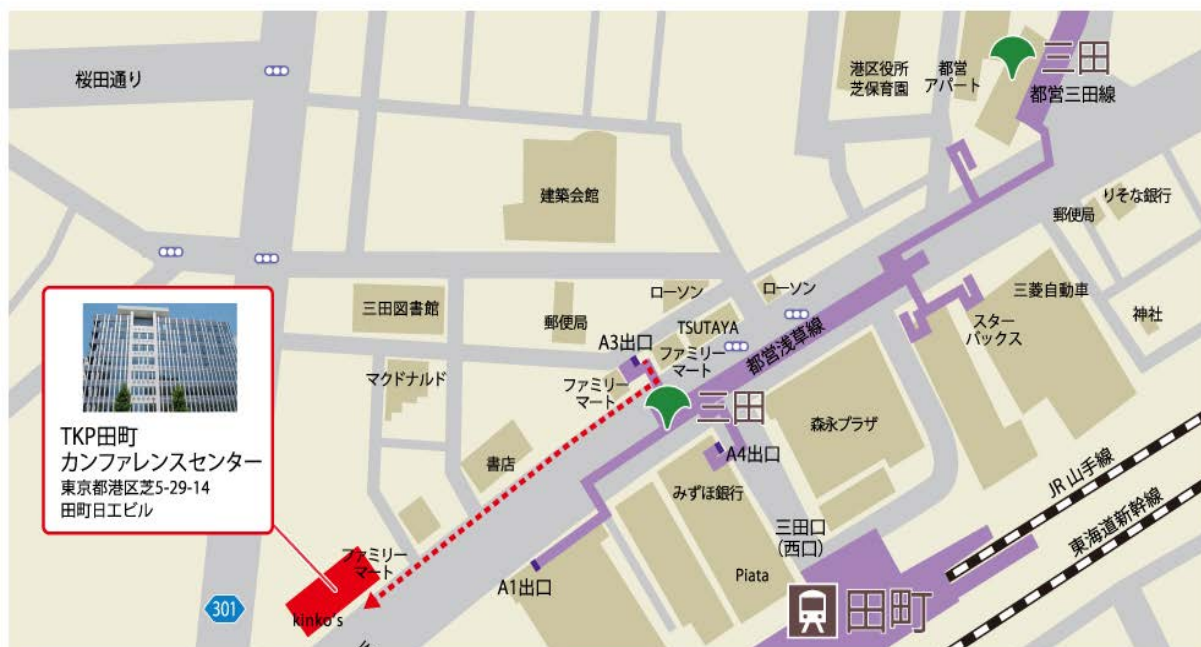 桜田通り
港区役所
芝保育園
都営
アパート
三田
都営三田線
建築会館
郵便局
りそな銀行
三田図書館
郵便局
ローソン
ローソン
三菱自動車
神社
TSUTAYA
スター
バックス
A3出口
ファミリー
マート
都営浅草線
マクドナルド
ファミリー
マート
三田
森永プラザ
TKP田町
カンファレンスセンター
東京都港区芝5-29-14
田町日工ビル
書店
A4出口
みずほ銀行
JR 山手線
東海道新幹線
三田口
(西口)
ファミリー
マート
A1出口
Piata
田町
301
kinko's